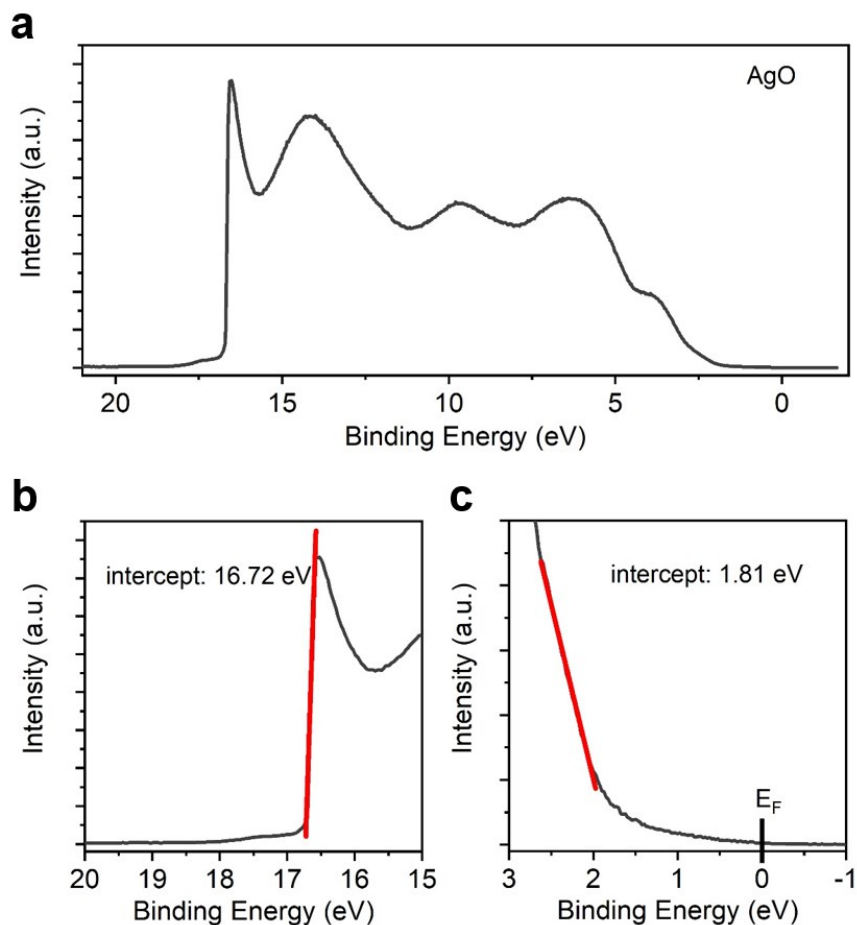 a
AgO
Intensity (a.u.)
20 15 10 5 0
Binding Energy (eV)
b
intercept: 16.72 eV
Intensity (a.u.)
20 19 18 17 16 15
Binding Energy (eV)
c
intercept: 1.81 eV
Intensity (a.u.)
E_F
3 2 1 0 -1
Binding Energy (eV)